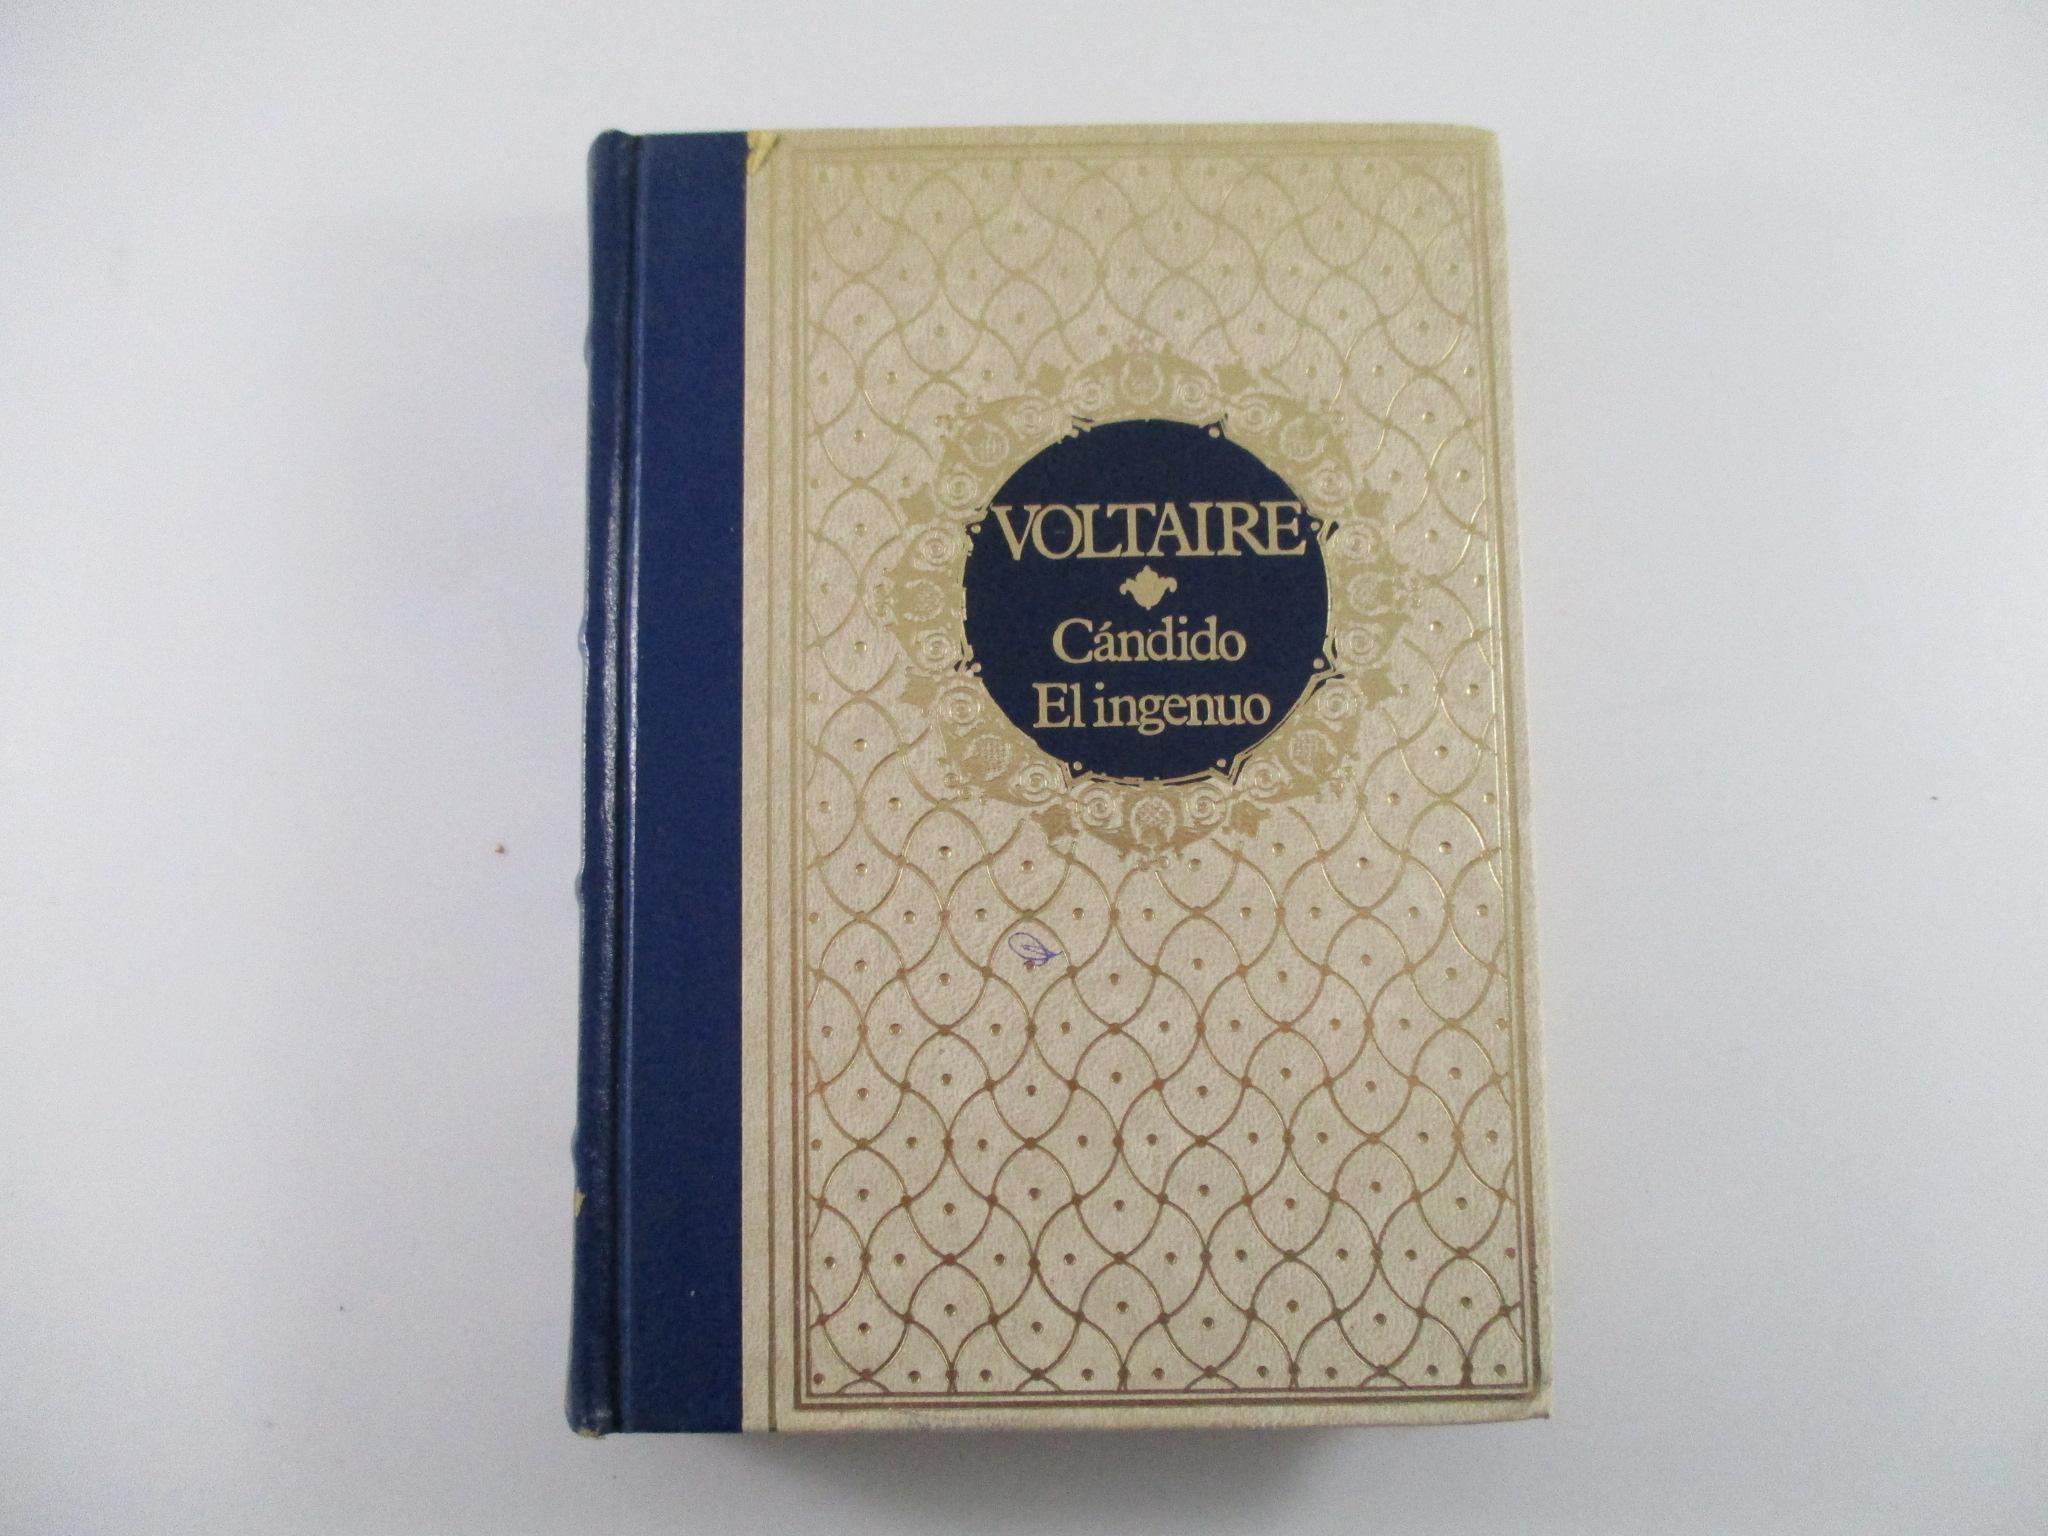 VOLTAIRE
Cándido
El ingenuo